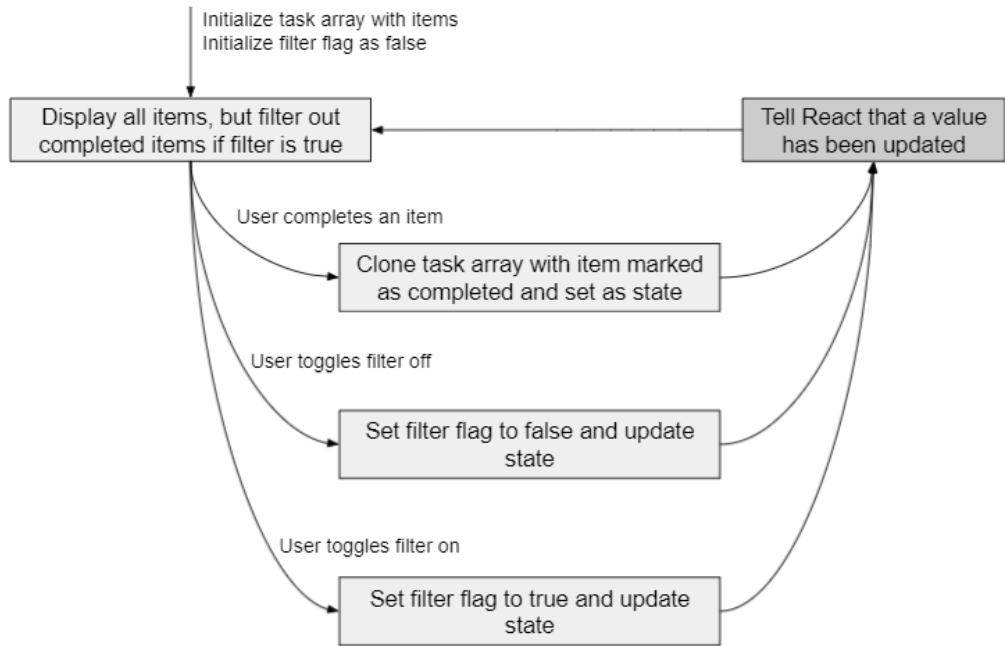 Initialize task array with items
Initialize filter flag as false
Display all items, but filter out
completed items if filter is true
Tell React that a value
has been updated
User completes an item
Clone task array with item marked
as completed and set as state
User toggles filter off
Set filter flag to false and update
state
User toggles filter on
Set filter flag to true and update
state